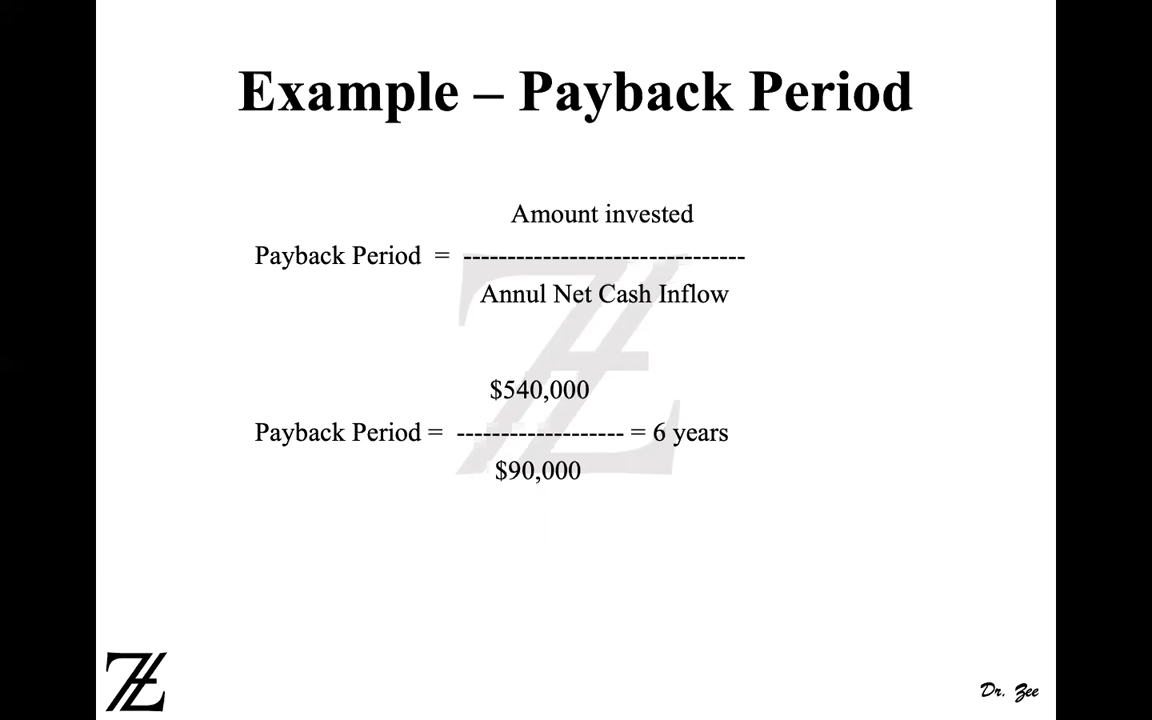 Example – Payback Period
Amount invested
Payback Period = --------------------------------
Annul Net Cash Inflow
$540,000
Payback Period = ------------------- = 6 years
$90,000
Dr. Zee